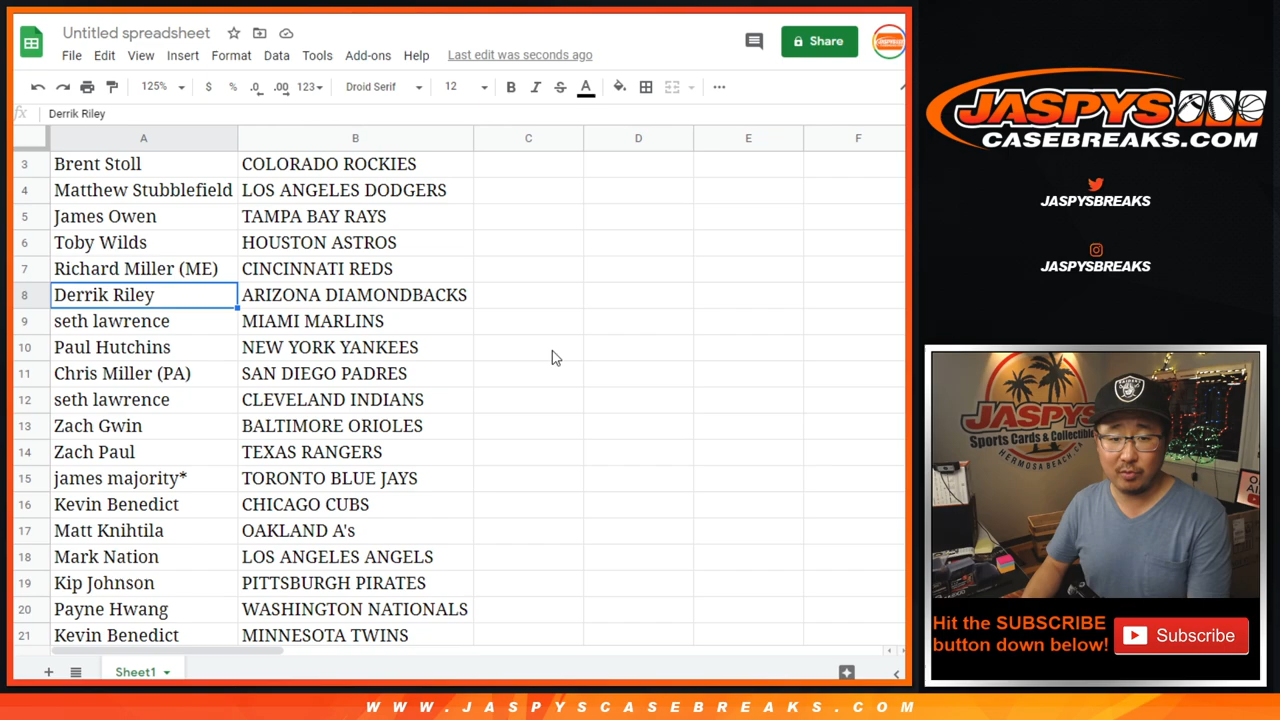 Untitled spreadsheet
File Edit View Insert Format Data Tools Add-ons Help Last edit was seconds ago
Share
125% $ % .0 .00 123 Droid Serif 12 B I S A
fx Derrik Riley
A B C D E F
3 Brent Stoll COLORADO ROCKIES
4 Matthew Stubblefield LOS ANGELES DODGERS
5 James Owen TAMPA BAY RAYS
6 Toby Wilds HOUSTON ASTROS
7 Richard Miller (ME) CINCINNATI REDS
8 Derrik Riley ARIZONA DIAMONDBACKS
9 seth lawrence MIAMI MARLINS
10 Paul Hutchins NEW YORK YANKEES
11 Chris Miller (PA) SAN DIEGO PADRES
12 seth lawrence CLEVELAND INDIANS
13 Zach Gwin BALTIMORE ORIOLES
14 Zach Paul TEXAS RANGERS
15 james majority* TORONTO BLUE JAYS
16 Kevin Benedict CHICAGO CUBS
17 Matt Knihtila OAKLAND A's
18 Mark Nation LOS ANGELES ANGELS
19 Kip Johnson PITTSBURGH PIRATES
20 Payne Hwang WASHINGTON NATIONALS
21 Kevin Benedict MINNESOTA TWINS
Sheet1
JASPYS
CASEBREAKS.COM
JASPYSBREAKS
JASPYSBREAKS
JASPYS
Sports Cards & Collectibles
HERMOSA BEACH, CA
RAIDERS
Hit the SUBSCRIBE
button down below!
Subscribe
WWW.JASPYSCASEBREAKS.COM